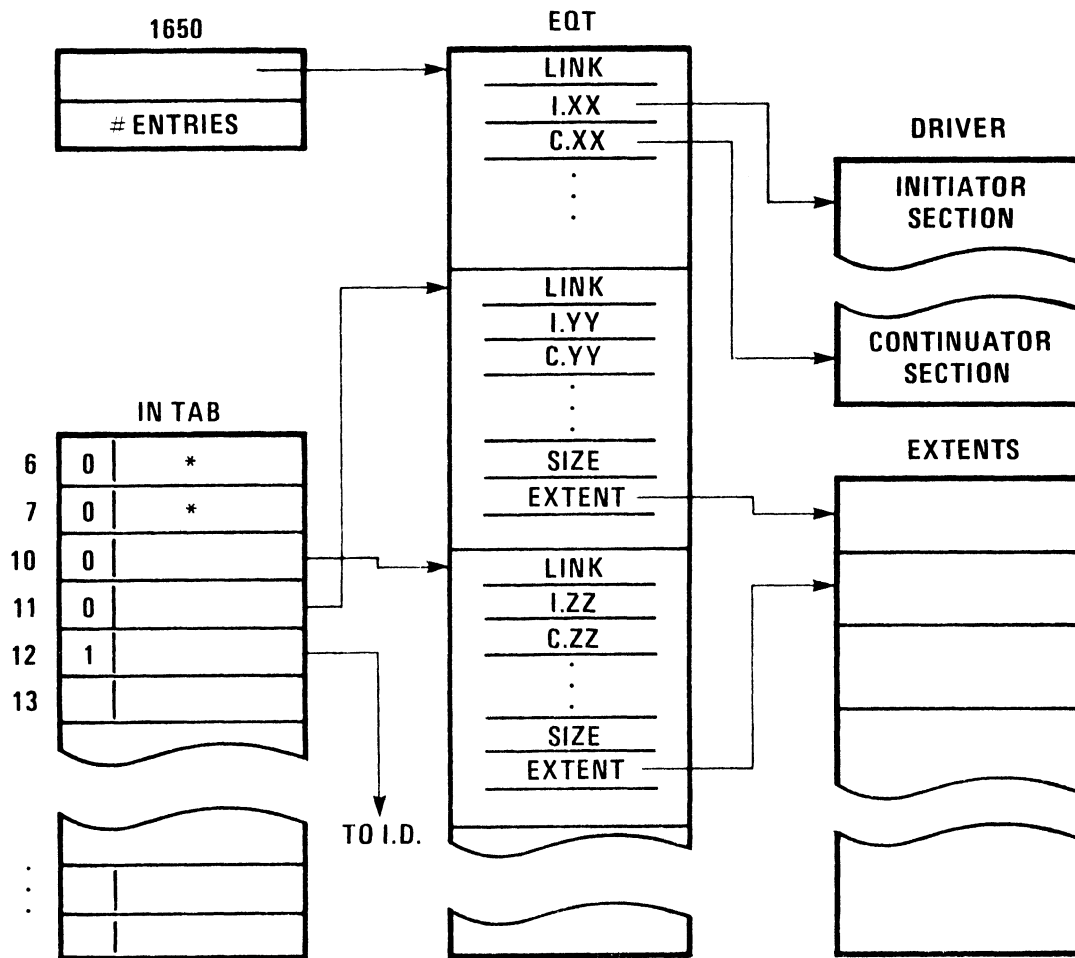 1650
# ENTRIES
EQT
LINK
I.XX
C.XX
.
.
.
LINK
I.YY
C.YY
.
.
.
SIZE
EXTENT
LINK
I.ZZ
C.ZZ
.
.
.
SIZE
EXTENT
DRIVER
INITIATOR
SECTION
CONTINUATOR
SECTION
EXTENTS
IN TAB
6 0 *
7 0 *
10 0
11 0
12 1
13
.
.
.
TO I.D.